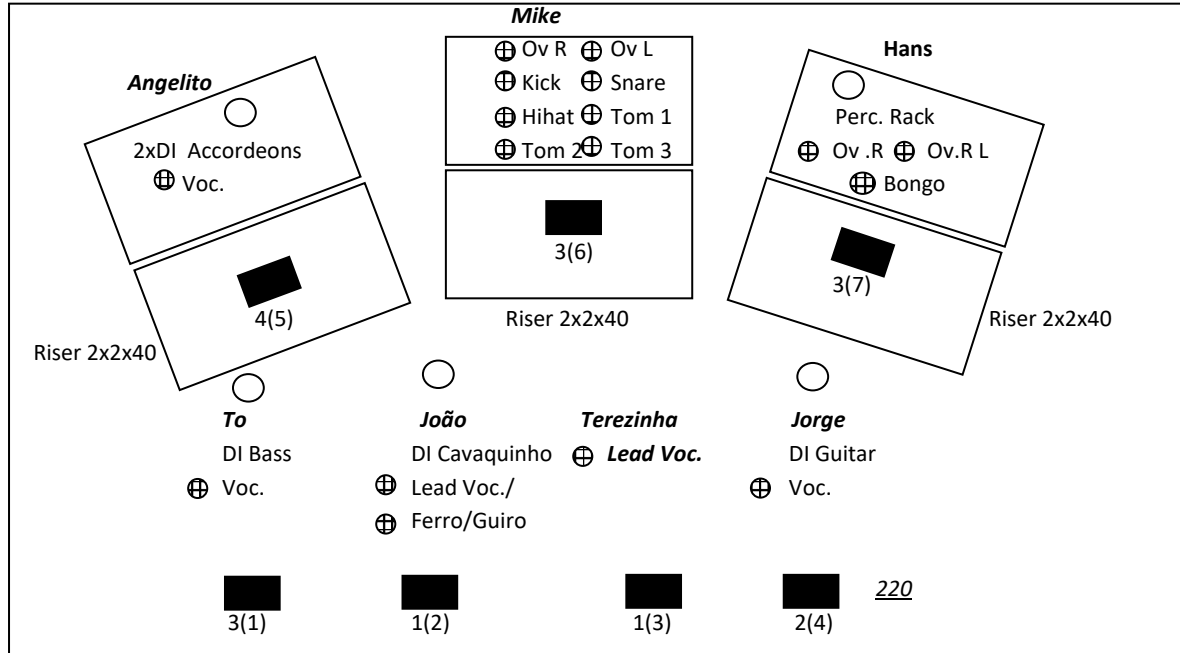 Mike
Ov R Ov L
Kick Snare
Hihat Tom 1
Tom 2 Tom 3
Angelito
2xDI Accordeons
Voc.
Hans
Perc. Rack
Ov .R Ov.R L
Bongo
4(5)
3(6)
3(7)
Riser 2x2x40
Riser 2x2x40
Riser 2x2x40
To
DI Bass
Voc.
João
DI Cavaquinho
Lead Voc./
Ferro/Guiro
Terezinha
Lead Voc.
Jorge
DI Guitar
Voc.
3(1) 1(2) 1(3) 2(4)
220